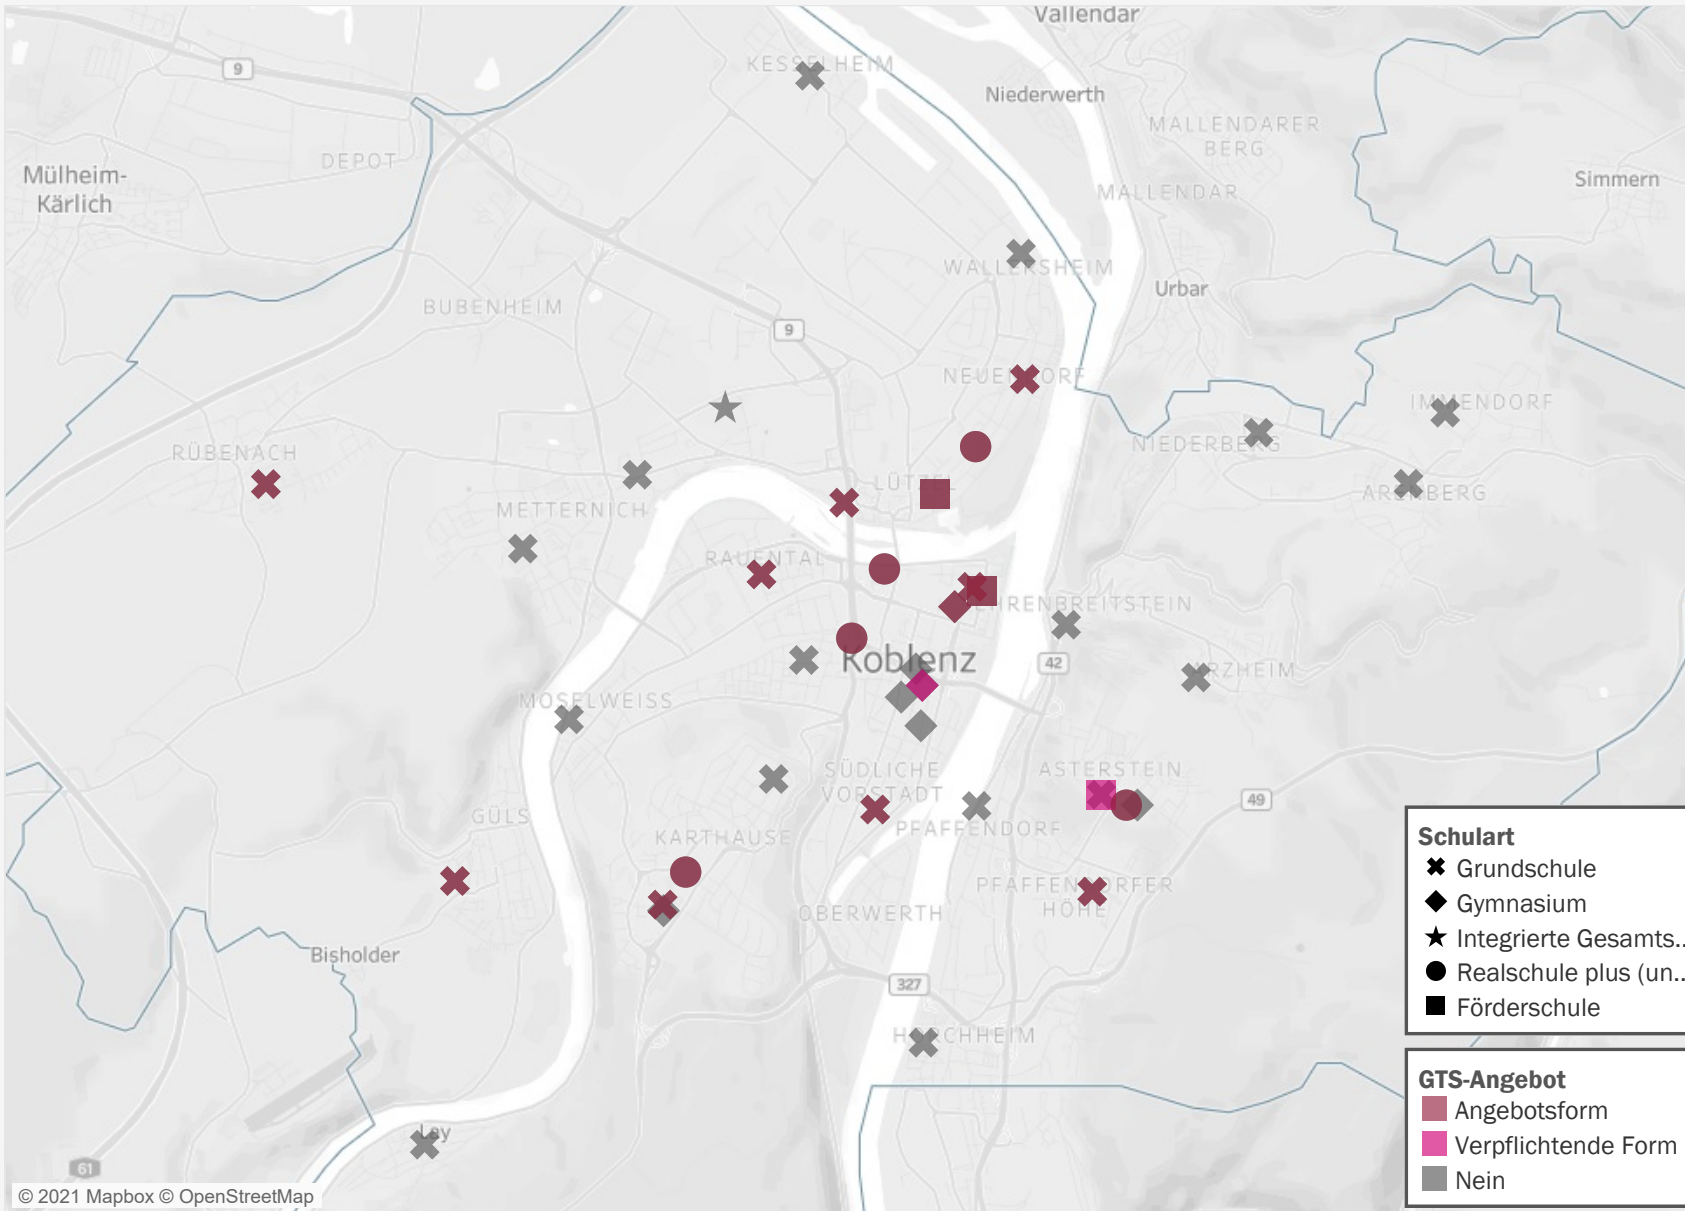 Vallendar
KESSELHEIM
9
Niederwerth
MALLENDARER
BERG
DEPOT
Mülheim-
Kärlich
Simmern
MALLENDAR
WALLERSHEIM
Urbar
BUBENHEIM
9
NEUENDORF
IMMENDORF
NIEDERBERG
RÜBENACH
LÜTZEL
ARENBERG
METTERNICH
RAUENTAL
EHRENBREITSTEIN
Koblenz
42
ARZHEIM
MOSELWEISS
SÜDLICHE
VORSTADT
ASTERSTEIN
49
GÜLS
PFAFFENDORF
KARTHAUSE
PFAFFENDORFER
HÖHE
OBERWERTH
Bisholder
327
HORCHHEIM
Lay
61
© 2021 Mapbox © OpenStreetMap
Schulart
Grundschule
Gymnasium
Integrierte Gesamts..
Realschule plus (un..
Förderschule
GTS-Angebot
Angebotsform
Verpflichtende Form
Nein